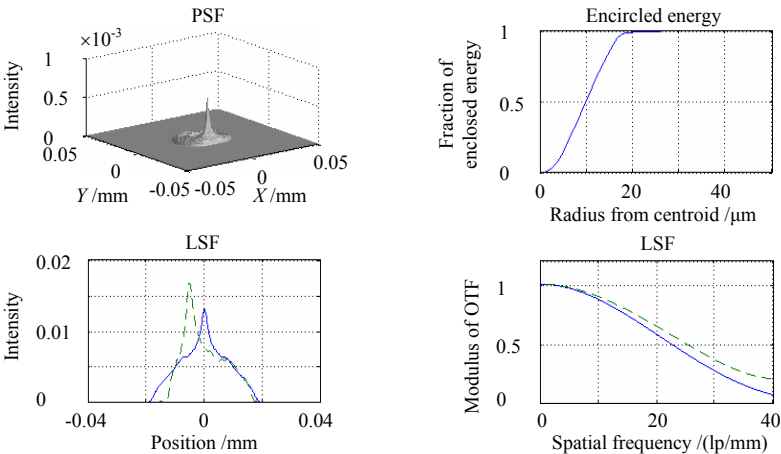 PSF
×10⁻³
1
0.5
0
Intensity
0.05
0
-0.05
Y/mm
-0.05
0
0.05
X/mm
Encircled energy
1
0.5
0
Fraction of
enclosed energy
0 20 40
Radius from centroid /μm
LSF
0.02
0.01
0
Intensity
-0.04 0 0.04
Position /mm
LSF
1
0.5
0
Modulus of OTF
0 20 40
Spatial frequency /(lp/mm)